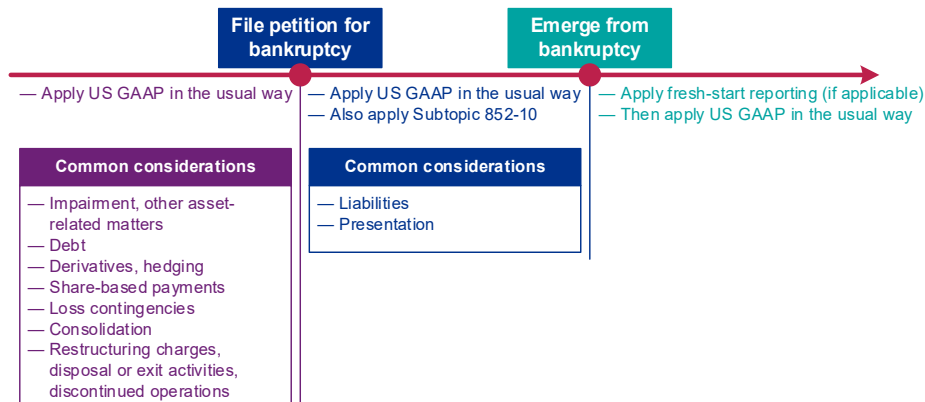 File petition for
bankruptcy
Emerge from
bankruptcy
— Apply US GAAP in the usual way
— Apply US GAAP in the usual way
— Also apply Subtopic 852-10
— Apply fresh-start reporting (if applicable)
— Then apply US GAAP in the usual way
Common considerations
— Impairment, other asset-
related matters
— Debt
— Derivatives, hedging
— Share-based payments
— Loss contingencies
— Consolidation
— Restructuring charges,
disposal or exit activities,
discontinued operations
Common considerations
— Liabilities
— Presentation